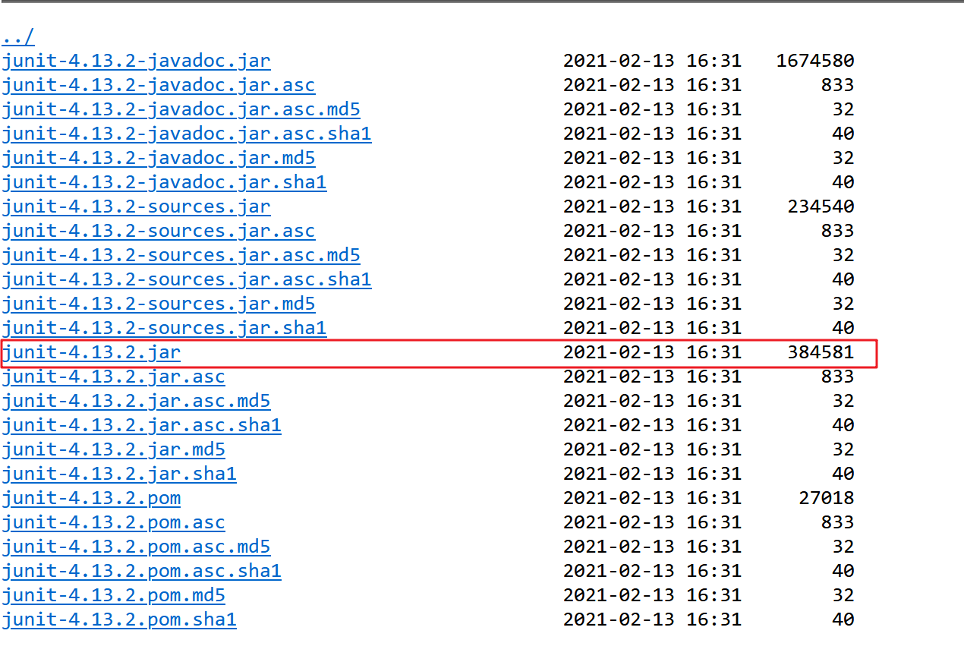 ../
junit-4.13.2-javadoc.jar 2021-02-13 16:31 1674580
junit-4.13.2-javadoc.jar.asc 2021-02-13 16:31 833
junit-4.13.2-javadoc.jar.asc.md5 2021-02-13 16:31 32
junit-4.13.2-javadoc.jar.asc.sha1 2021-02-13 16:31 40
junit-4.13.2-javadoc.jar.md5 2021-02-13 16:31 32
junit-4.13.2-javadoc.jar.sha1 2021-02-13 16:31 40
junit-4.13.2-sources.jar 2021-02-13 16:31 234540
junit-4.13.2-sources.jar.asc 2021-02-13 16:31 833
junit-4.13.2-sources.jar.asc.md5 2021-02-13 16:31 32
junit-4.13.2-sources.jar.asc.sha1 2021-02-13 16:31 40
junit-4.13.2-sources.jar.md5 2021-02-13 16:31 32
junit-4.13.2-sources.jar.sha1 2021-02-13 16:31 40
junit-4.13.2.jar 2021-02-13 16:31 384581
junit-4.13.2.jar.asc 2021-02-13 16:31 833
junit-4.13.2.jar.asc.md5 2021-02-13 16:31 32
junit-4.13.2.jar.asc.sha1 2021-02-13 16:31 40
junit-4.13.2.jar.md5 2021-02-13 16:31 32
junit-4.13.2.jar.sha1 2021-02-13 16:31 40
junit-4.13.2.pom 2021-02-13 16:31 27018
junit-4.13.2.pom.asc 2021-02-13 16:31 833
junit-4.13.2.pom.asc.md5 2021-02-13 16:31 32
junit-4.13.2.pom.asc.sha1 2021-02-13 16:31 40
junit-4.13.2.pom.md5 2021-02-13 16:31 32
junit-4.13.2.pom.sha1 2021-02-13 16:31 40